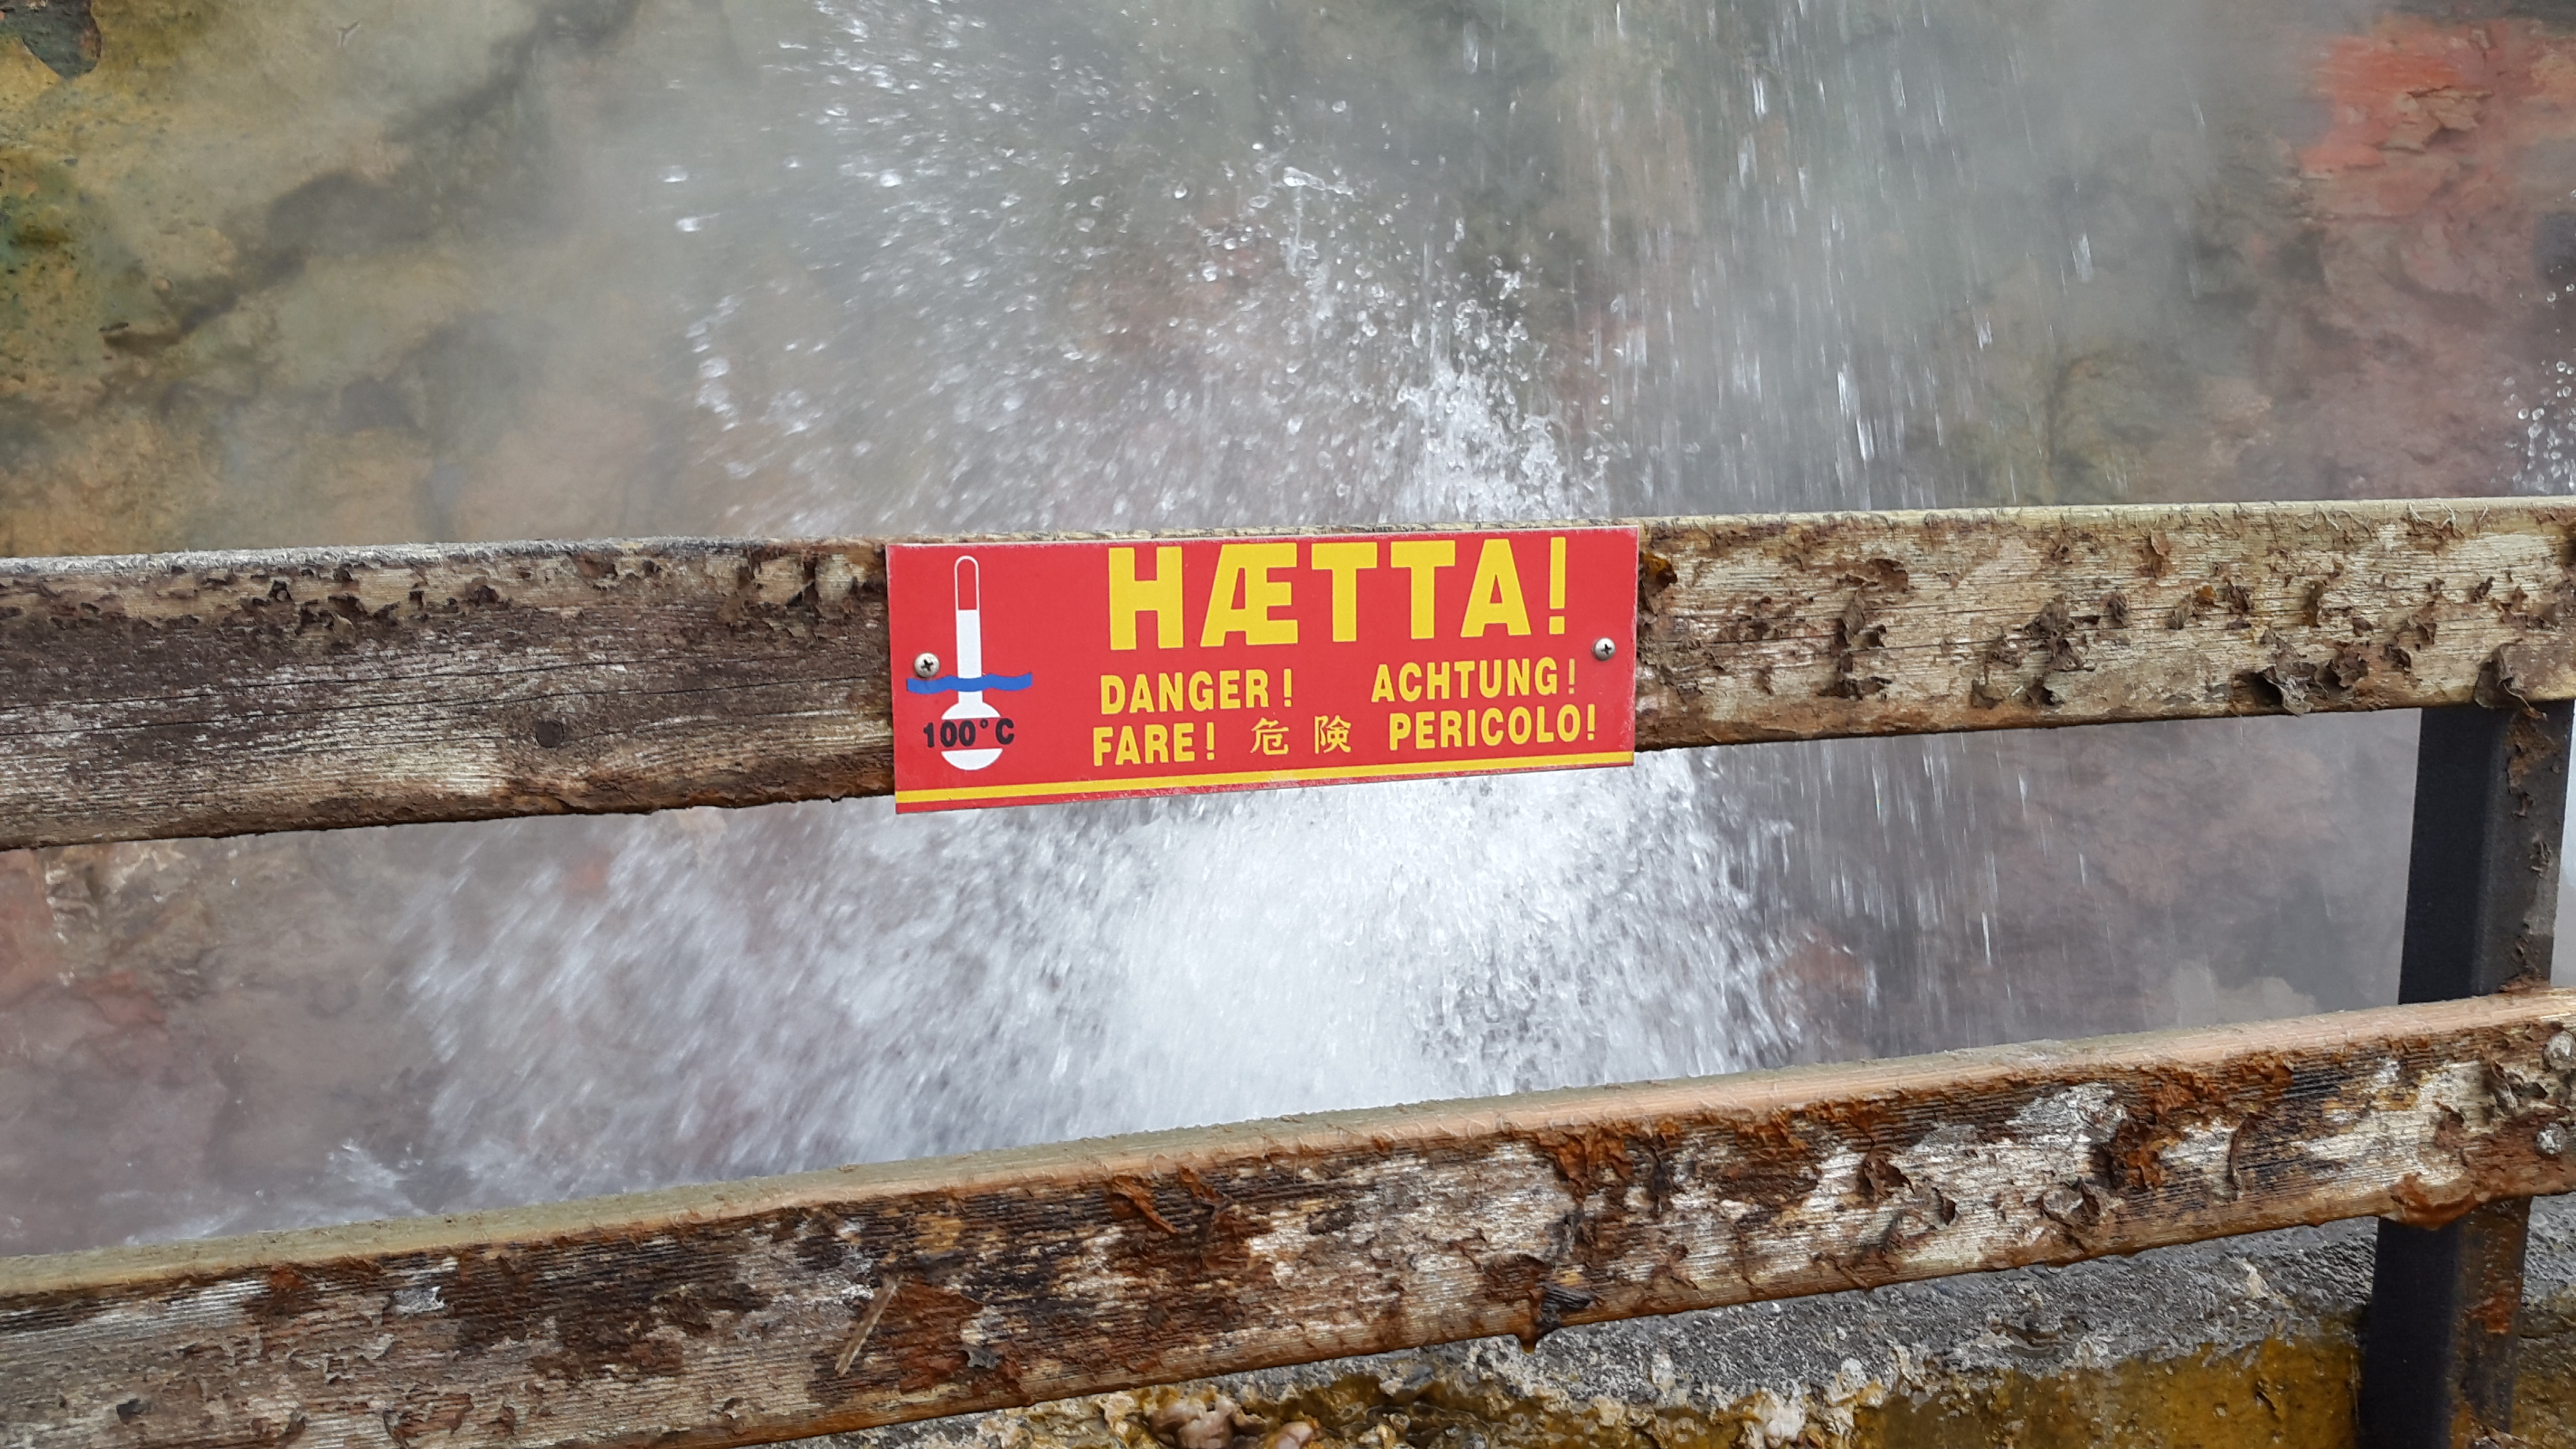 HÆTTA!
DANGER! ACHTUNG!
FARE! 危険 PERICOLO!
100°C